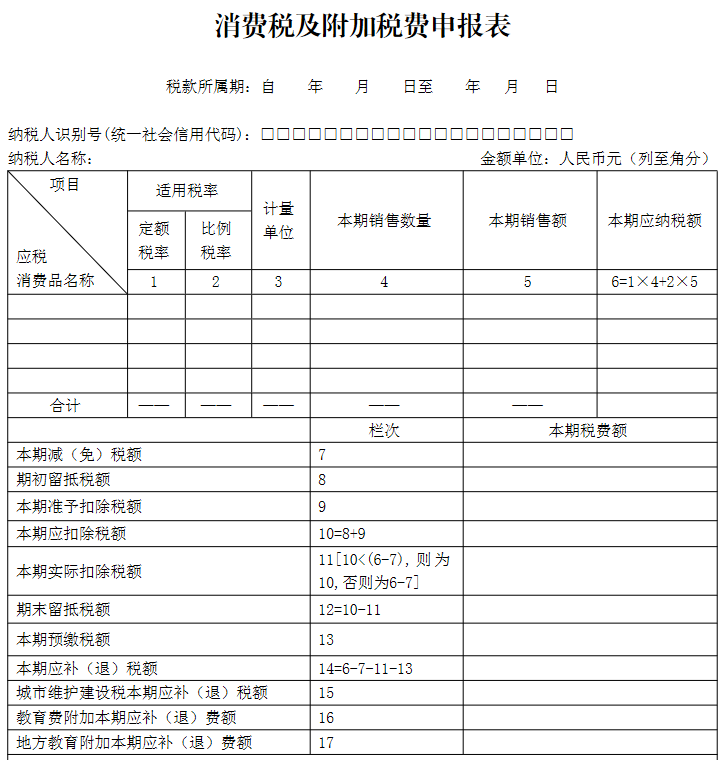 消费税及附加税费申报表
税款所属期：自　　年　　月　　日至　　年　　月　　日
纳税人识别号(统一社会信用代码)：□□□□□□□□□□□□□□□□□□□□
纳税人名称：　　金额单位：人民币元（列至角分）
项目
应税
消费品名称
适用税率
定额
税率
比例
税率
计量
单位
本期销售数量
本期销售额
本期应纳税额
1　2　3　4　5　6=1×4+2×5
合计　——　——　——　——　——
栏次　本期税费额
本期减（免）税额　7
期初留抵税额　8
本期准予扣除税额　9
本期应扣除税额　10=8+9
本期实际扣除税额　11[10<(6-7),则为
10,否则为6-7]
期末留抵税额　12=10-11
本期预缴税额　13
本期应补（退）税额　14=6-7-11-13
城市维护建设税本期应补（退）税额　15
教育费附加本期应补（退）费额　16
地方教育附加本期应补（退）费额　17